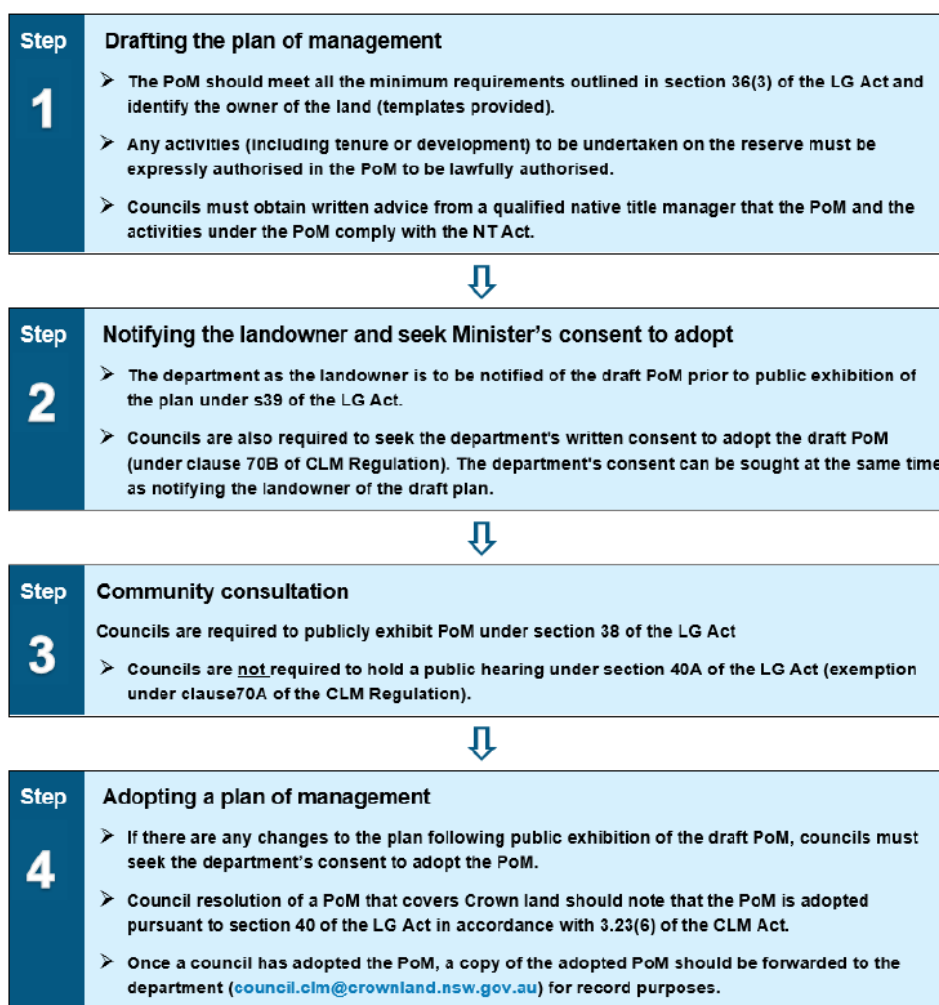 Step
1
Drafting the plan of management
➢ The PoM should meet all the minimum requirements outlined in section 36(3) of the LG Act and
identify the owner of the land (templates provided).
➢ Any activities (including tenure or development) to be undertaken on the reserve must be
expressly authorised in the PoM to be lawfully authorised.
➢ Councils must obtain written advice from a qualified native title manager that the PoM and the
activities under the PoM comply with the NT Act.
Step
2
Notifying the landowner and seek Minister's consent to adopt
➢ The department as the landowner is to be notified of the draft PoM prior to public exhibition of
the plan under s39 of the LG Act.
➢ Councils are also required to seek the department's written consent to adopt the draft PoM
(under clause 70B of CLM Regulation). The department's consent can be sought at the same time
as notifying the landowner of the draft plan.
Step
3
Community consultation
Councils are required to publicly exhibit PoM under section 38 of the LG Act
➢ Councils are not required to hold a public hearing under section 40A of the LG Act (exemption
under clause70A of the CLM Regulation).
Step
4
Adopting a plan of management
➢ If there are any changes to the plan following public exhibition of the draft PoM, councils must
seek the department's consent to adopt the PoM.
➢ Council resolution of a PoM that covers Crown land should note that the PoM is adopted
pursuant to section 40 of the LG Act in accordance with 3.23(6) of the CLM Act.
➢ Once a council has adopted the PoM, a copy of the adopted PoM should be forwarded to the
department (council.clm@crownland.nsw.gov.au) for record purposes.